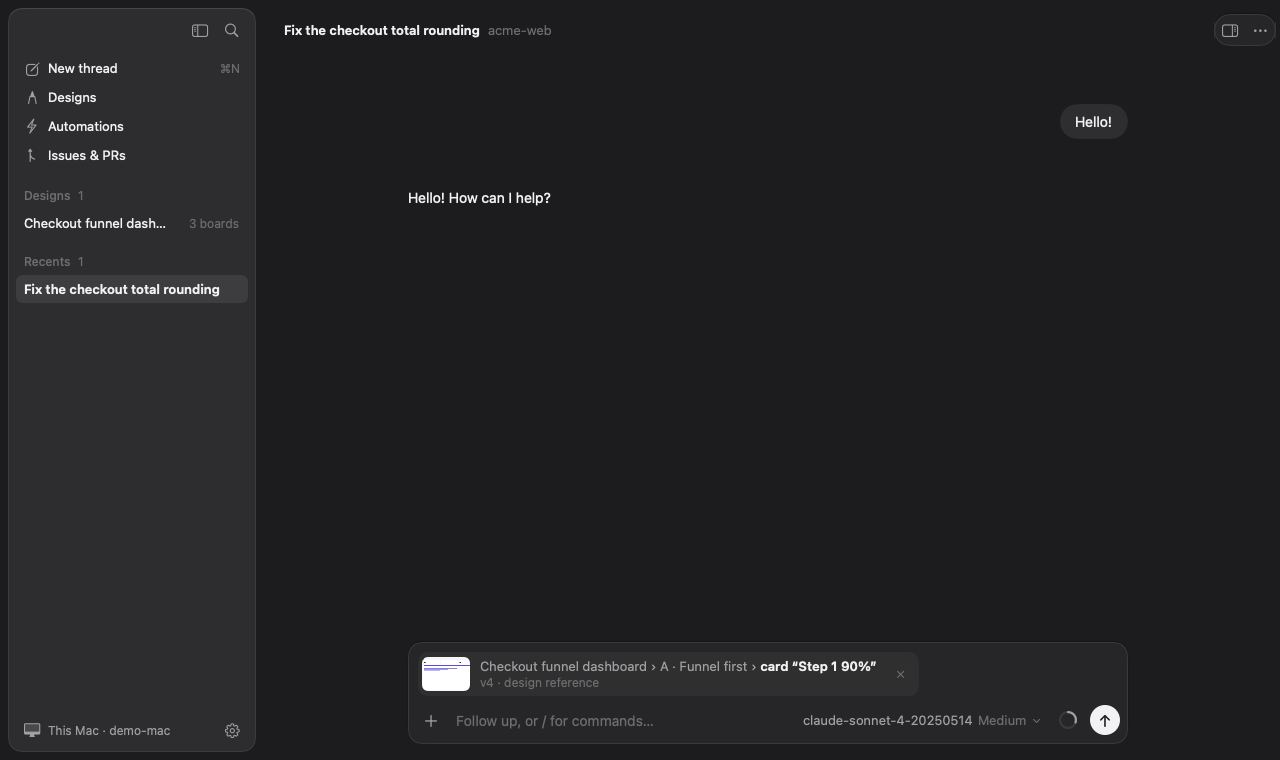 Fix the checkout total rounding acme-web
New thread ⌘N
Designs
Automations
Issues & PRs
Designs 1
Checkout funnel dash... 3 boards
Recents 1
Fix the checkout total rounding
This Mac · demo-mac
Hello!
Hello! How can I help?
Checkout funnel dashboard › A · Funnel first › card “Step 1 90%”
v4 · design reference
Follow up, or / for commands...
claude-sonnet-4-20250514 Medium